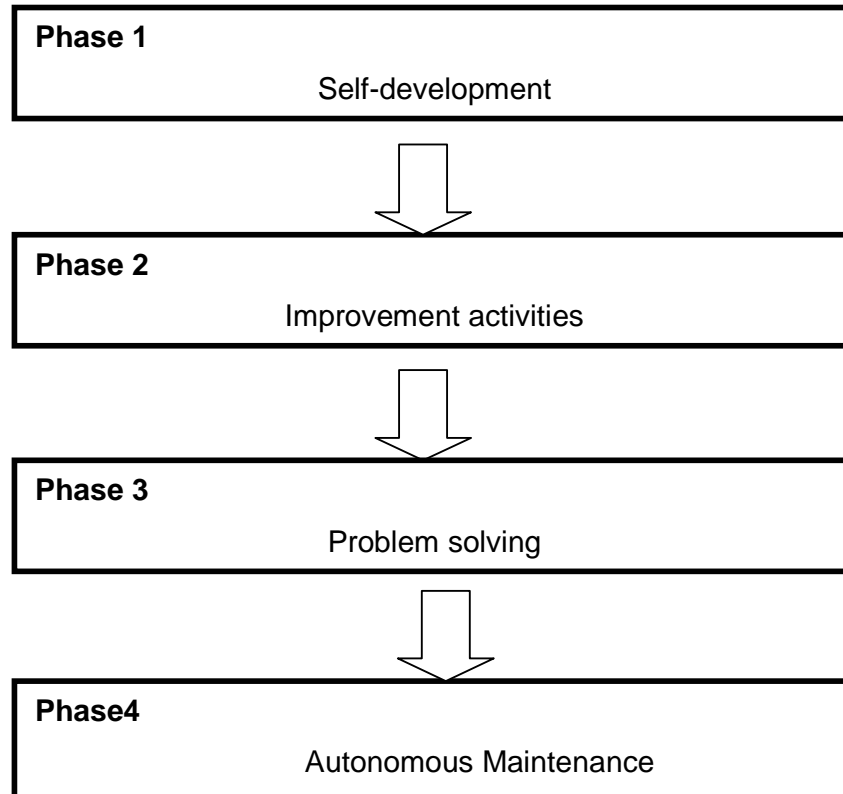 Phase 1
Self-development
Phase 2
Improvement activities
Phase 3
Problem solving
Phase4
Autonomous Maintenance